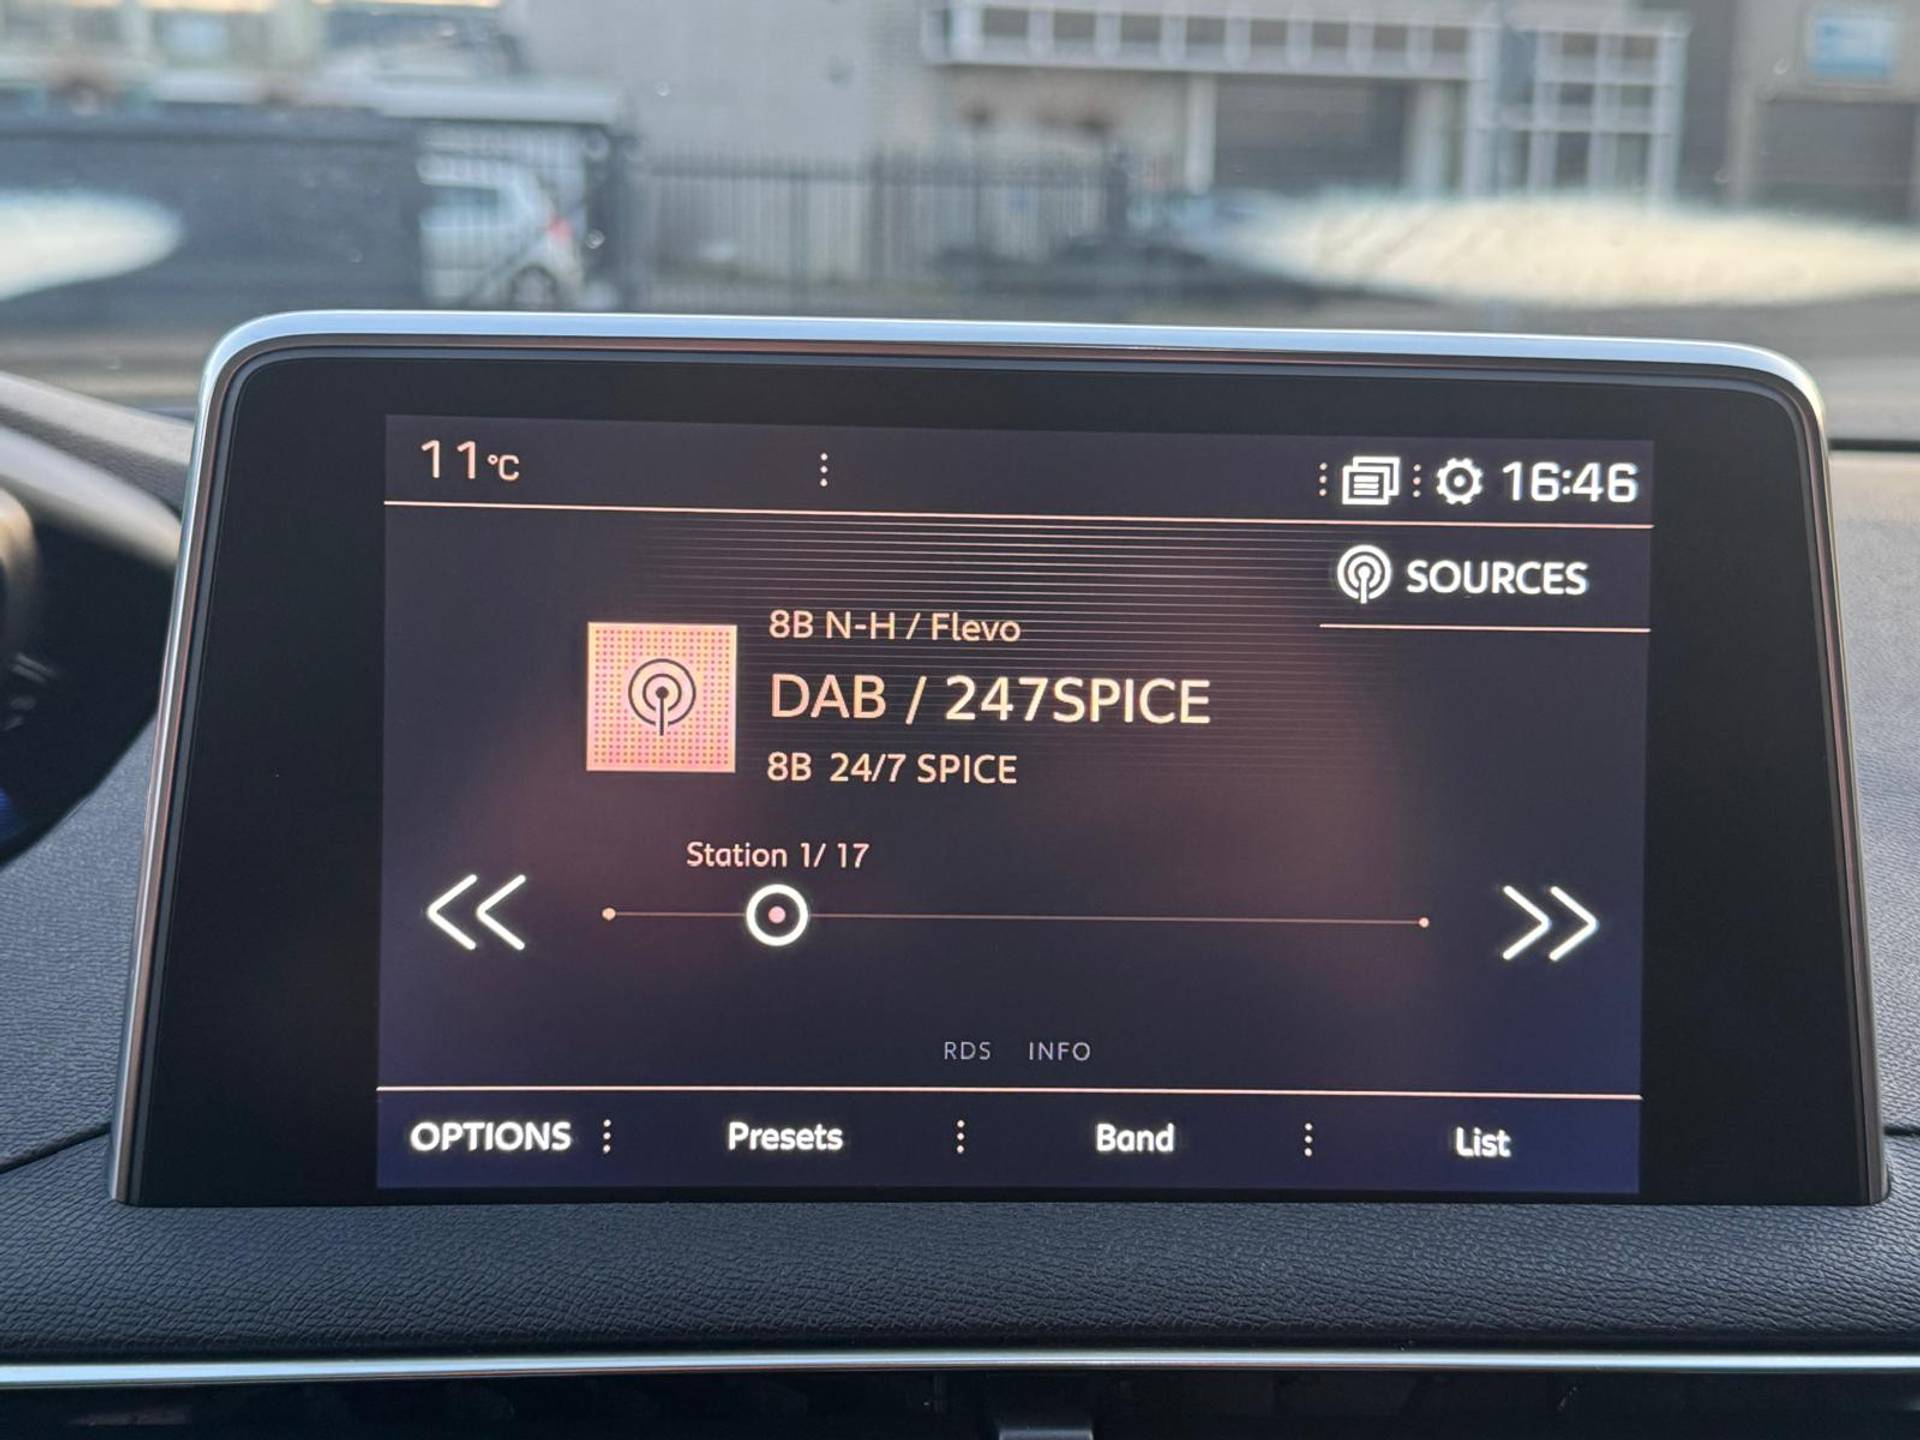 11°C
16:46
SOURCES
8B N-H / Flevo
DAB / 247SPICE
8B 24/7 SPICE
Station 1/ 17
RDS INFO
OPTIONS Presets Band List